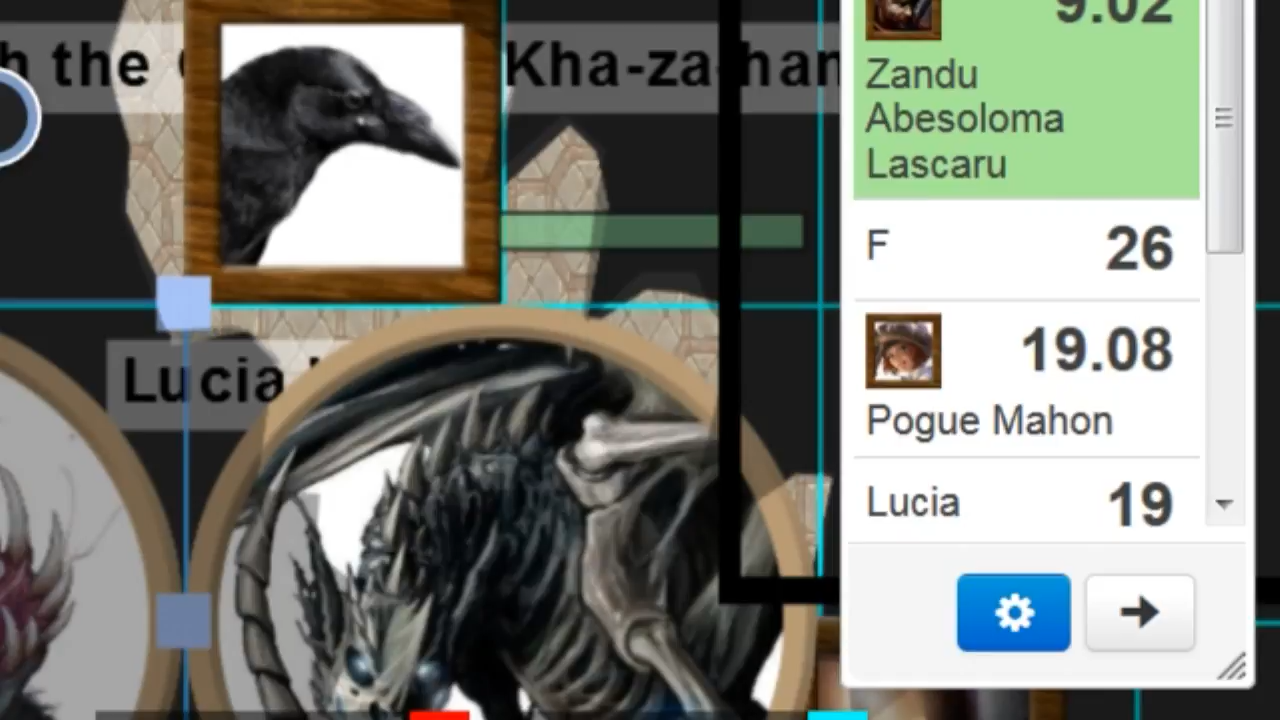 h the
Kha-za
han
Lucia
9.02
Zandu
Abesoloma
Lascaru
F
26
19.08
Pogue Mahon
Lucia
19